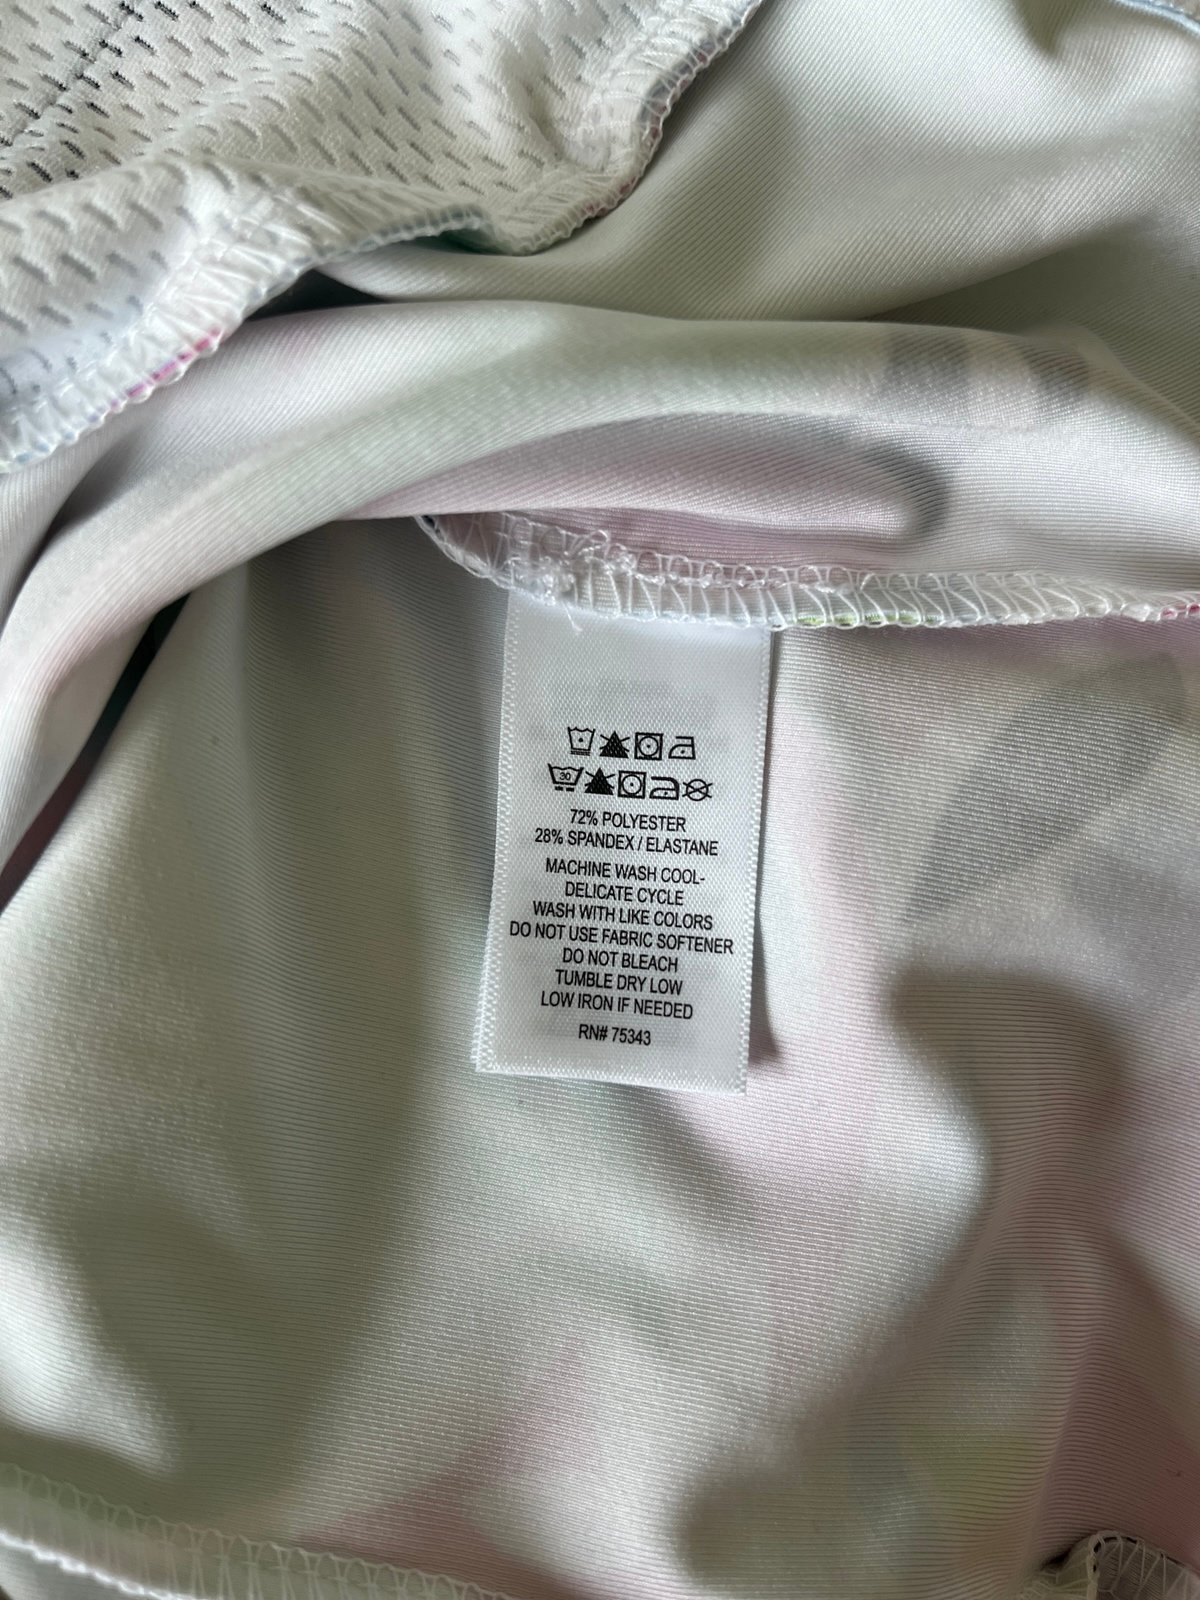 30
72% POLYESTER
28% SPANDEX / ELASTANE
MACHINE WASH COOL-
DELICATE CYCLE
WASH WITH LIKE COLORS
DO NOT USE FABRIC SOFTENER
DO NOT BLEACH
TUMBLE DRY LOW
LOW IRON IF NEEDED
RN# 75343